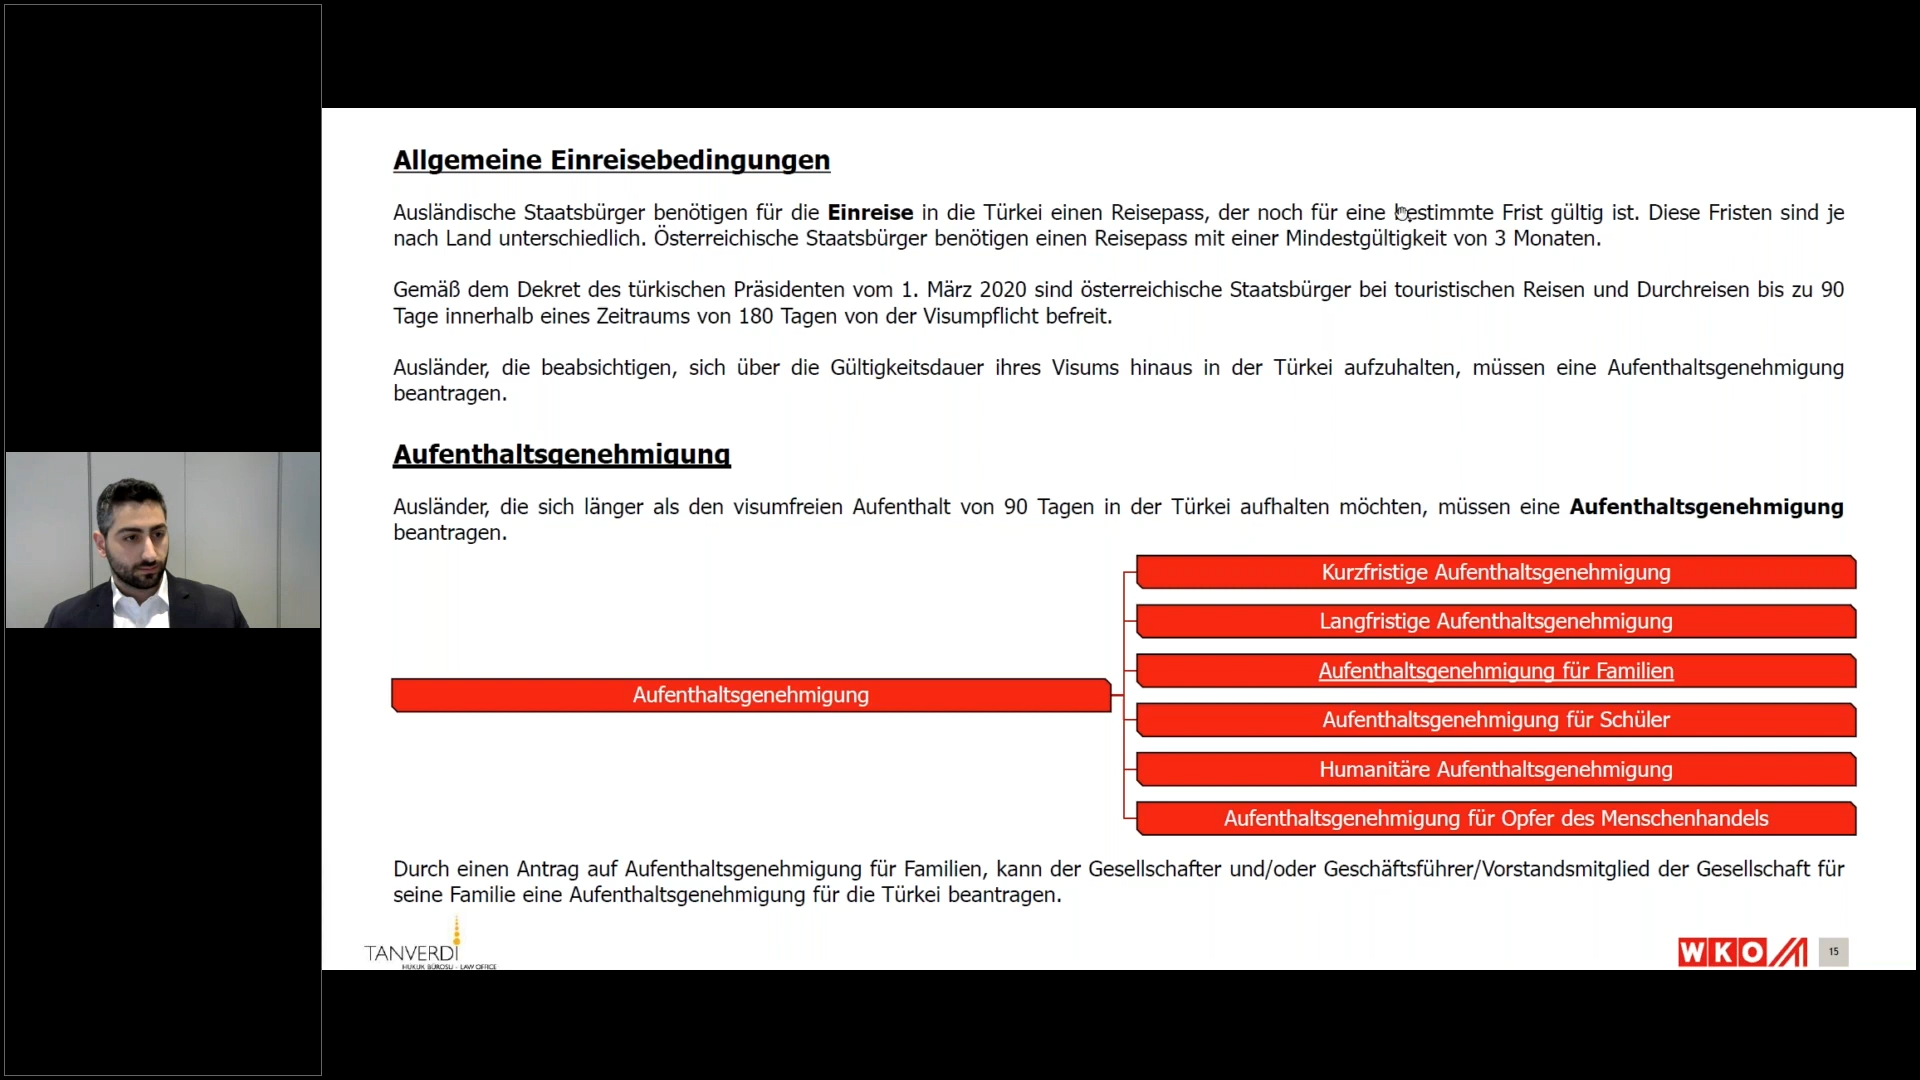 Allgemeine Einreisebedingungen
Ausländische Staatsbürger benötigen für die Einreise in die Türkei einen Reisepass, der noch für eine bestimmte Frist gültig ist. Diese Fristen sind je
nach Land unterschiedlich. Österreichische Staatsbürger benötigen einen Reisepass mit einer Mindestgültigkeit von 3 Monaten.
Gemäß dem Dekret des türkischen Präsidenten vom 1. März 2020 sind österreichische Staatsbürger bei touristischen Reisen und Durchreisen bis zu 90
Tage innerhalb eines Zeitraums von 180 Tagen von der Visumpflicht befreit.
Ausländer, die beabsichtigen, sich über die Gültigkeitsdauer ihres Visums hinaus in der Türkei aufzuhalten, müssen eine Aufenthaltsgenehmigung
beantragen.
Aufenthaltsgenehmigung
Ausländer, die sich länger als den visumfreien Aufenthalt von 90 Tagen in der Türkei aufhalten möchten, müssen eine Aufenthaltsgenehmigung
beantragen.
Aufenthaltsgenehmigung
Kurzfristige Aufenthaltsgenehmigung
Langfristige Aufenthaltsgenehmigung
Aufenthaltsgenehmigung für Familien
Aufenthaltsgenehmigung für Schüler
Humanitäre Aufenthaltsgenehmigung
Aufenthaltsgenehmigung für Opfer des Menschenhandels
Durch einen Antrag auf Aufenthaltsgenehmigung für Familien, kann der Gesellschafter und/oder Geschäftsführer/Vorstandsmitglied der Gesellschaft für
seine Familie eine Aufenthaltsgenehmigung für die Türkei beantragen.
TANVERDİ
HUKUK BÜROSU - LAW OFFICE
WKO
15